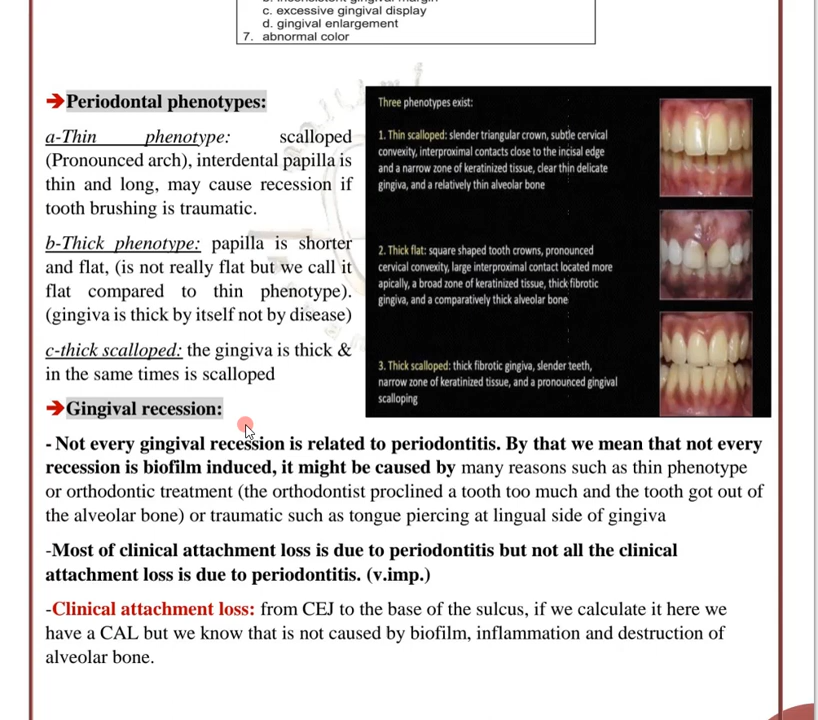 c. excessive gingival display
d. gingival enlargement
7. abnormal color
➔Periodontal phenotypes:
a-Thin phenotype: scalloped
(Pronounced arch), interdental papilla is
thin and long, may cause recession if
tooth brushing is traumatic.
b-Thick phenotype: papilla is shorter
and flat, (is not really flat but we call it
flat compared to thin phenotype).
(gingiva is thick by itself not by disease)
c-thick scalloped: the gingiva is thick &
in the same times is scalloped
Three phenotypes exist:
1. Thin scalloped: slender triangular crown, subtle cervical
convexity, interproximal contacts close to the incisal edge
and a narrow zone of keratinized tissue, clear thin delicate
gingiva, and a relatively thin alveolar bone
2. Thick flat: square shaped tooth crowns, pronounced
cervical convexity, large interproximal contact located more
apically, a broad zone of keratinized tissue, thick fibrotic
gingiva, and a comparatively thick alveolar bone
3. Thick scalloped: thick fibrotic gingiva, slender teeth,
narrow zone of keratinized tissue, and a pronounced gingival
scalloping
➔Gingival recession:
- Not every gingival recession is related to periodontitis. By that we mean that not every
recession is biofilm induced, it might be caused by many reasons such as thin phenotype
or orthodontic treatment (the orthodontist proclined a tooth too much and the tooth got out of
the alveolar bone) or traumatic such as tongue piercing at lingual side of gingiva
-Most of clinical attachment loss is due to periodontitis but not all the clinical
attachment loss is due to periodontitis. (v.imp.)
-Clinical attachment loss: from CEJ to the base of the sulcus, if we calculate it here we
have a CAL but we know that is not caused by biofilm, inflammation and destruction of
alveolar bone.